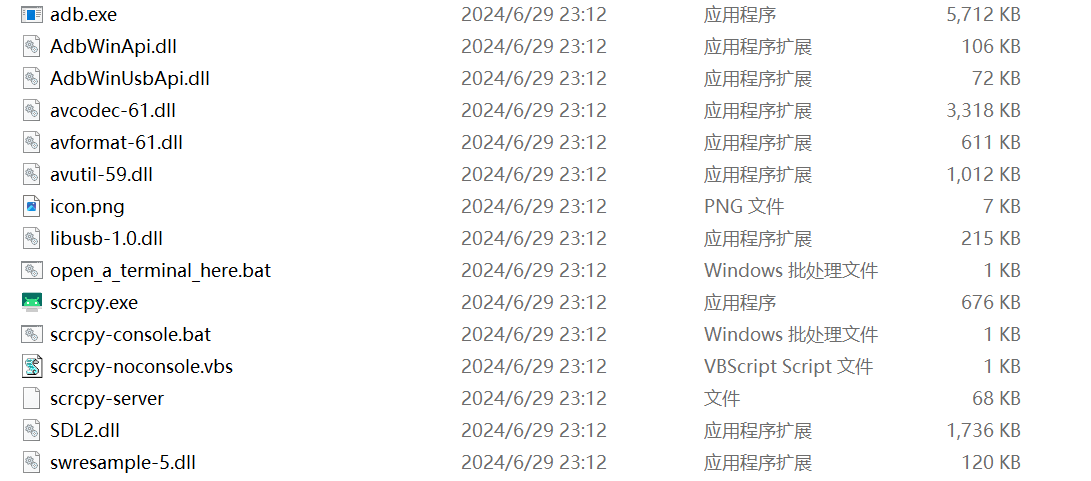 adb.exe 2024/6/29 23:12 应用程序 5,712 KB
AdbWinApi.dll 2024/6/29 23:12 应用程序扩展 106 KB
AdbWinUsbApi.dll 2024/6/29 23:12 应用程序扩展 72 KB
avcodec-61.dll 2024/6/29 23:12 应用程序扩展 3,318 KB
avformat-61.dll 2024/6/29 23:12 应用程序扩展 611 KB
avutil-59.dll 2024/6/29 23:12 应用程序扩展 1,012 KB
icon.png 2024/6/29 23:12 PNG 文件 7 KB
libusb-1.0.dll 2024/6/29 23:12 应用程序扩展 215 KB
open_a_terminal_here.bat 2024/6/29 23:12 Windows 批处理文件 1 KB
scrcpy.exe 2024/6/29 23:12 应用程序 676 KB
scrcpy-console.bat 2024/6/29 23:12 Windows 批处理文件 1 KB
scrcpy-noconsole.vbs 2024/6/29 23:12 VBScript Script 文件 1 KB
scrcpy-server 2024/6/29 23:12 文件 68 KB
SDL2.dll 2024/6/29 23:12 应用程序扩展 1,736 KB
swresample-5.dll 2024/6/29 23:12 应用程序扩展 120 KB